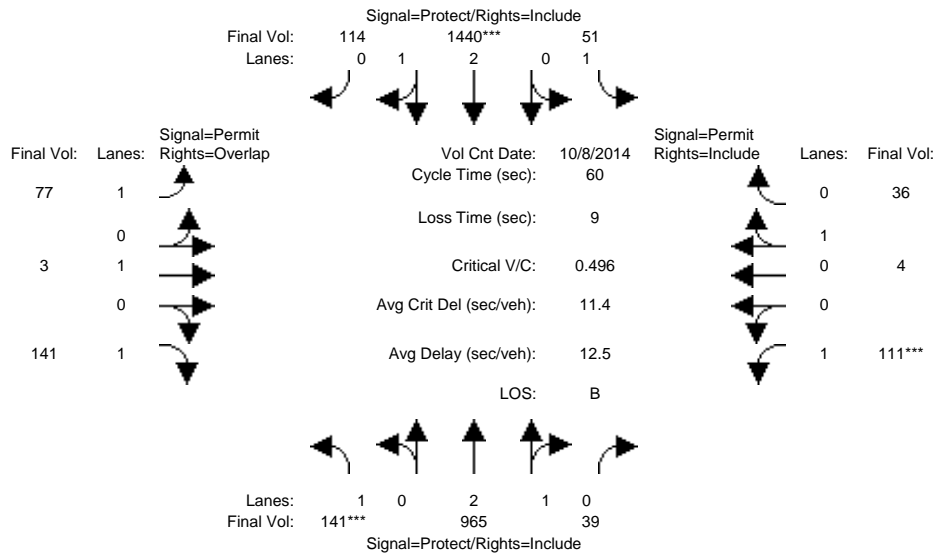 Signal=Protect/Rights=Include
Final Vol: 114 1440*** 51
Lanes: 0 1 2 0 1
Signal=Permit
Rights=Overlap
Signal=Permit
Rights=Include
Final Vol: Lanes:
Vol Cnt Date: 10/8/2014
Lanes: Final Vol:
Cycle Time (sec): 60
77 1
0 36
Loss Time (sec): 9
0
1
3 1
Critical V/C: 0.496
0 4
0
Avg Crit Del (sec/veh): 11.4
0
141 1
Avg Delay (sec/veh): 12.5
1 111***
LOS: B
Lanes: 1 0 2 1 0
Final Vol: 141*** 965 39
Signal=Protect/Rights=Include